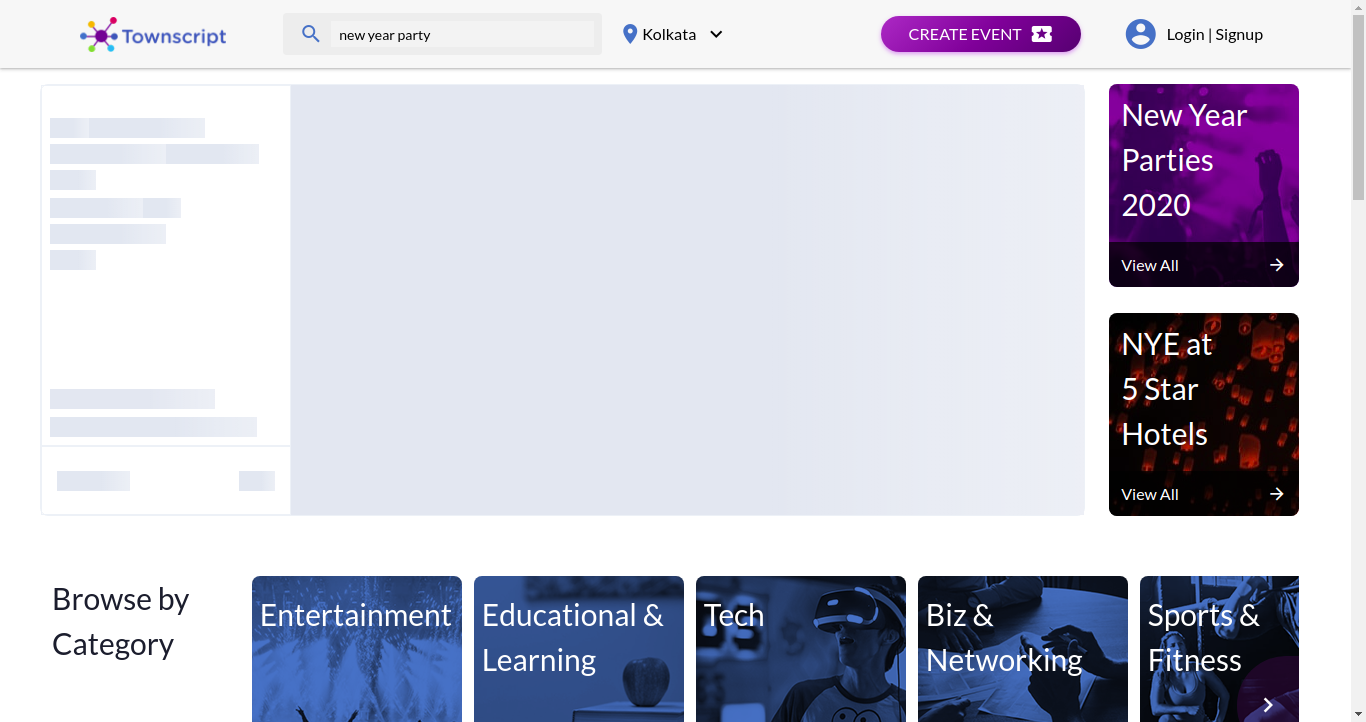 Townscript
new year party
Kolkata
CREATE EVENT
Login | Signup
New Year
Parties
2020
View All
NYE at
5 Star
Hotels
View All
Browse by
Category
Entertainment
Educational &
Learning
Tech
Biz &
Networking
Sports &
Fitness